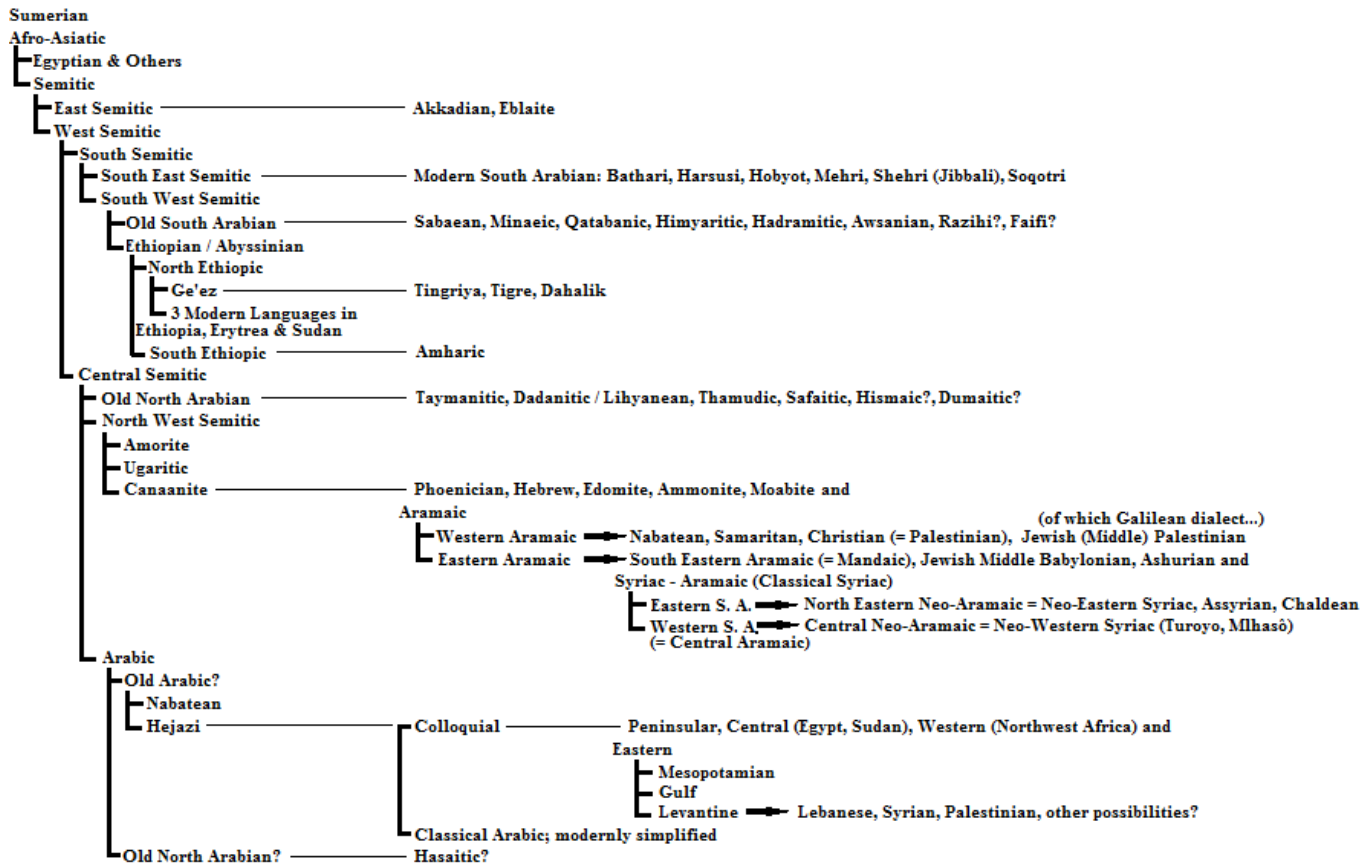 Sumerian
Afro-Asiatic
Egyptian & Others
Semitic
East Semitic Akkadian, Eblaite
West Semitic
South Semitic
South East Semitic Modern South Arabian: Bathari, Harsusi, Hobyot, Mehri, Shehri (Jibbali), Soqotri
South West Semitic
Old South Arabian Sabaean, Minaeic, Qatabanic, Himyaritic, Hadramitic, Awsanian, Razihi?, Faifi?
Ethiopian / Abyssinian
North Ethiopic
Ge'ez Tingriya, Tigre, Dahalik
3 Modern Languages in
Ethiopia, Erytrea & Sudan
South Ethiopic Amharic
Central Semitic
Old North Arabian Taymanitic, Dadanitic / Lihyanean, Thamudic, Safaitic, Hismaic?, Dumaitic?
North West Semitic
Amorite
Ugaritic
Canaanite Phoenician, Hebrew, Edomite, Ammonite, Moabite and
Aramaic
(of which Galilean dialect...)
Western Aramaic Nabatean, Samaritan, Christian (= Palestinian), Jewish (Middle) Palestinian
Eastern Aramaic South Eastern Aramaic (= Mandaic), Jewish Middle Babylonian, Ashurian and
Syriac - Aramaic (Classical Syriac)
Eastern S. A. North Eastern Neo-Aramaic = Neo-Eastern Syriac, Assyrian, Chaldean
Western S. A. Central Neo-Aramaic = Neo-Western Syriac (Turoyo, Mlhasô)
(= Central Aramaic)
Arabic
Old Arabic?
Nabatean
Hejazi Colloquial Peninsular, Central (Egypt, Sudan), Western (Northwest Africa) and
Eastern
Mesopotamian
Gulf
Levantine Lebanese, Syrian, Palestinian, other possibilities?
Classical Arabic; modernly simplified
Old North Arabian? Hasaitic?